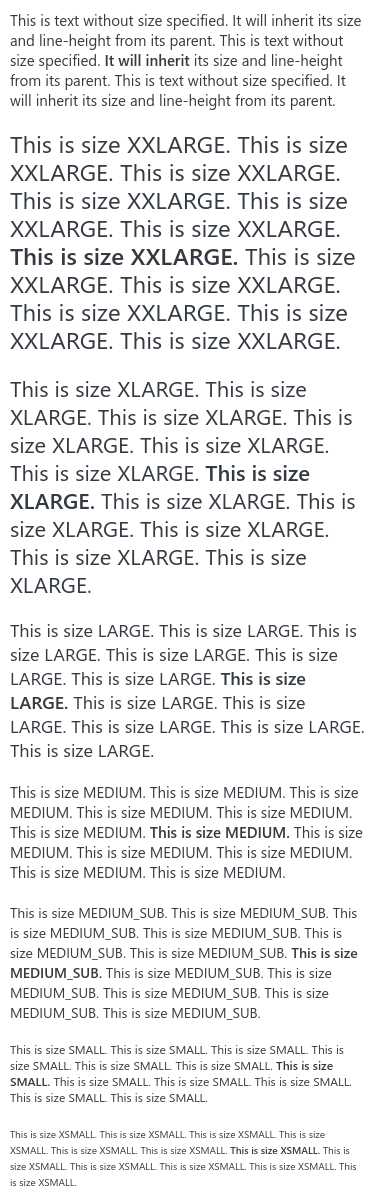 This is text without size specified. It will inherit its size
and line-height from its parent. This is text without
size specified. It will inherit its size and line-height
from its parent. This is text without size specified. It
will inherit its size and line-height from its parent.
This is size XXLARGE. This is size
XXLARGE. This is size XXLARGE.
This is size XXLARGE. This is size
XXLARGE. This is size XXLARGE.
This is size XXLARGE. This is size
XXLARGE. This is size XXLARGE.
This is size XXLARGE. This is size
XXLARGE. This is size XXLARGE.
This is size XLARGE. This is size
XLARGE. This is size XLARGE. This is
size XLARGE. This is size XLARGE.
This is size XLARGE. This is size
XLARGE. This is size XLARGE. This is
size XLARGE. This is size XLARGE.
This is size XLARGE. This is size
XLARGE.
This is size LARGE. This is size LARGE. This is
size LARGE. This is size LARGE. This is size
LARGE. This is size LARGE. This is size
LARGE. This is size LARGE. This is size
LARGE. This is size LARGE. This is size LARGE.
This is size LARGE.
This is size MEDIUM. This is size MEDIUM. This is size
MEDIUM. This is size MEDIUM. This is size MEDIUM.
This is size MEDIUM. This is size MEDIUM. This is size
MEDIUM. This is size MEDIUM. This is size MEDIUM.
This is size MEDIUM. This is size MEDIUM.
This is size MEDIUM_SUB. This is size MEDIUM_SUB. This
is size MEDIUM_SUB. This is size MEDIUM_SUB. This is
size MEDIUM_SUB. This is size MEDIUM_SUB. This is size
MEDIUM_SUB. This is size MEDIUM_SUB. This is size
MEDIUM_SUB. This is size MEDIUM_SUB. This is size
MEDIUM_SUB. This is size MEDIUM_SUB.
This is size SMALL. This is size SMALL. This is size SMALL. This is
size SMALL. This is size SMALL. This is size SMALL. This is size
SMALL. This is size SMALL. This is size SMALL. This is size SMALL.
This is size SMALL. This is size SMALL.
This is size XSMALL. This is size XSMALL. This is size XSMALL. This is size
XSMALL. This is size XSMALL. This is size XSMALL. This is size XSMALL. This is
size XSMALL. This is size XSMALL. This is size XSMALL. This is size XSMALL. This
is size XSMALL.